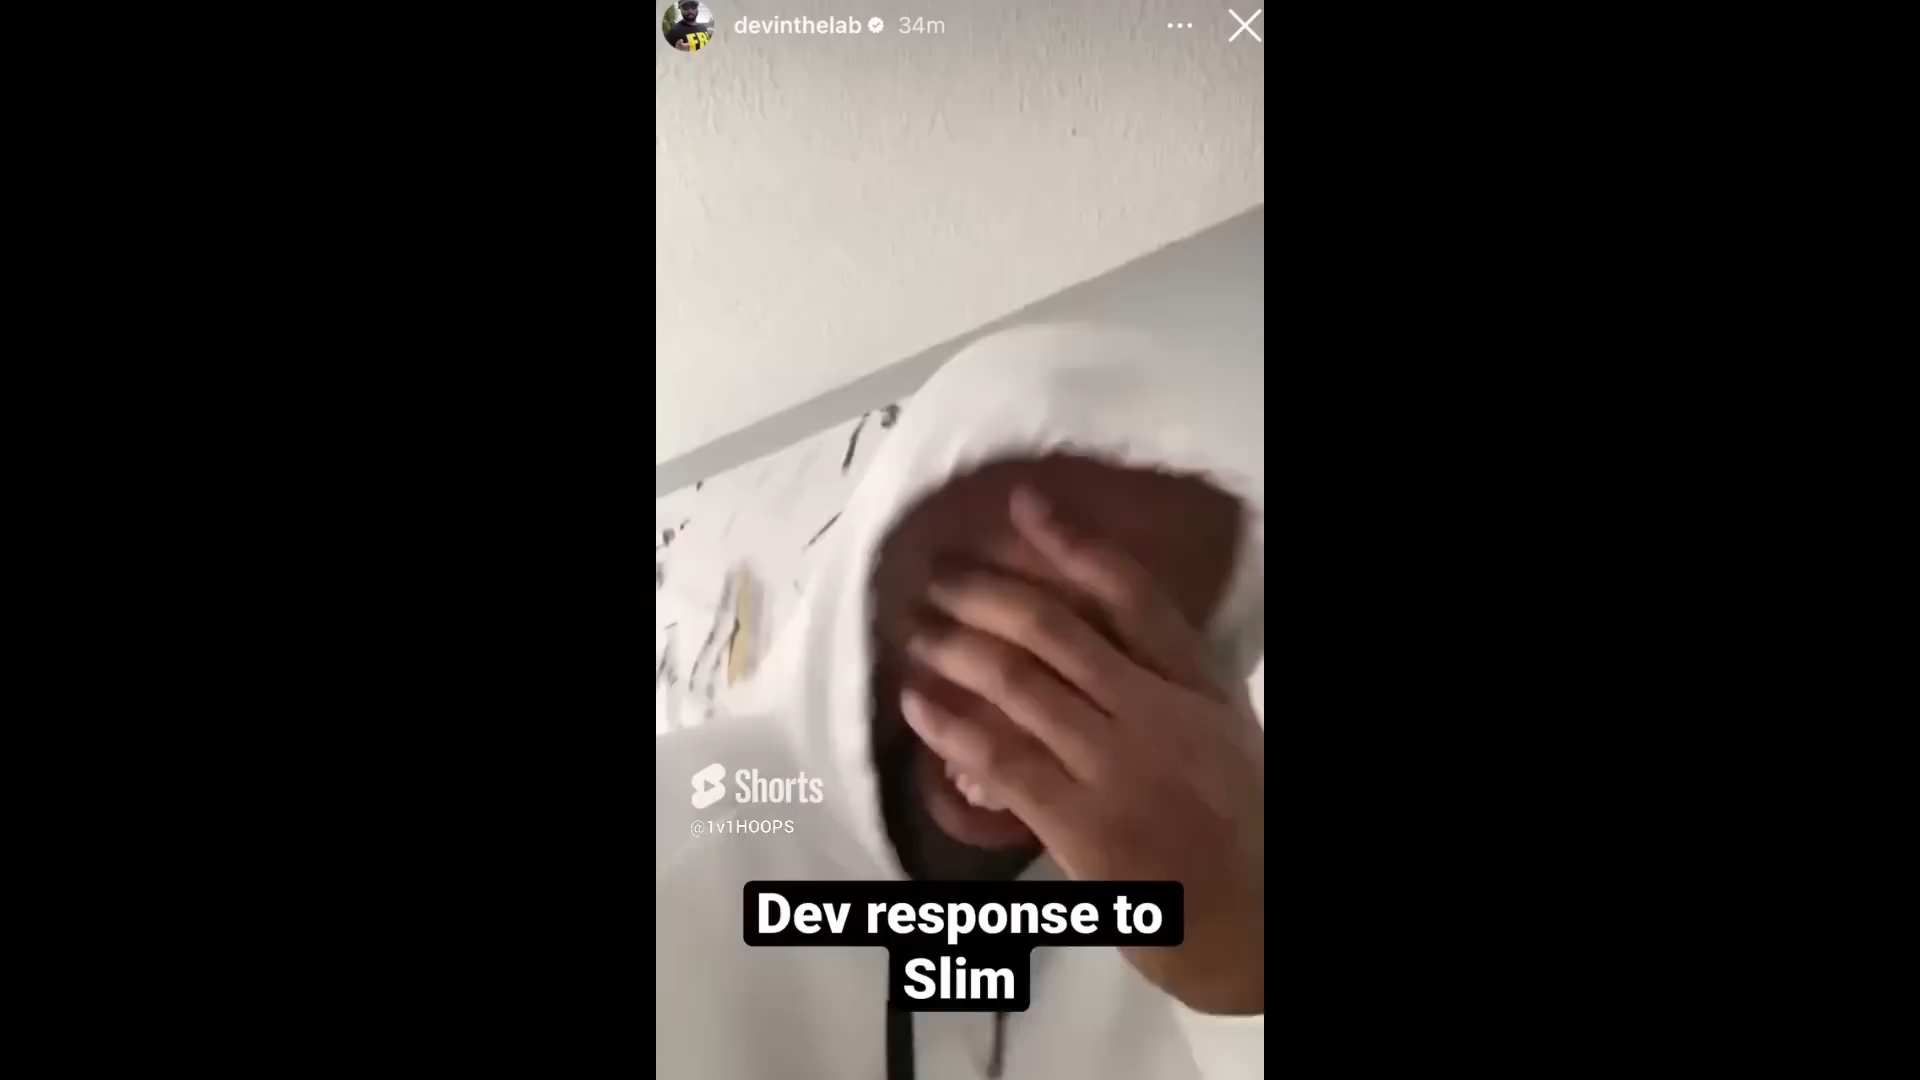 devinthelab 34m
Shorts
@1v1HOOPS
Dev response to
Slim